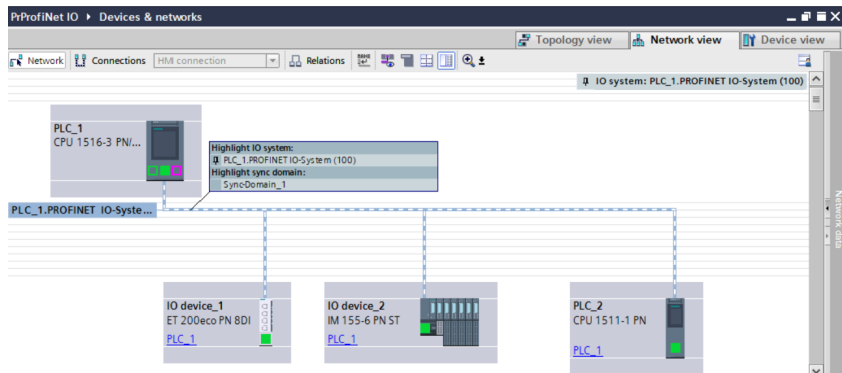 PrProfiNet IO ▸ Devices & networks
Topology view Network view Device view
Network Connections HMI connection Relations
IO system: PLC_1.PROFINET IO-System (100)
PLC_1
CPU 1516-3 PN/...
Highlight IO system:
PLC_1.PROFINET IO-System (100)
Highlight sync domain:
Sync-Domain_1
PLC_1.PROFINET IO-Syste...
Network data
IO device_1
ET 200eco PN 8DI
PLC_1
IO device_2
IM 155-6 PN ST
PLC_1
PLC_2
CPU 1511-1 PN
PLC_1